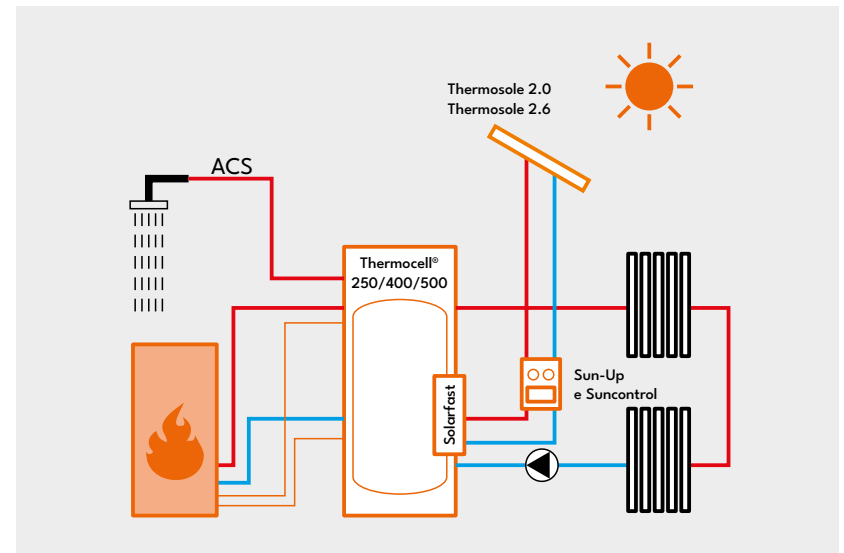 Thermosole 2.0
Thermosole 2.6
ACS
Thermocell®
250/400/500
Solarfast
Sun-Up
e Suncontrol